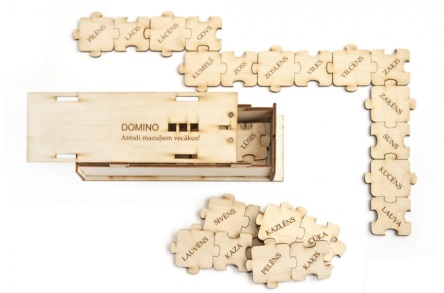 PĪLĒNS
LĀCIS
LĀCĒNS
GOVS
KUMEĻŠ
ZOSS
ZOSLĒNS
VILKS
VILCĒNS
ZAĶIS
ZAĶĒNS
SUNS
KUCĒNS
LAUVA
DOMINO
Atrodi mazuļiem vecākus!
LŪSIS
SIVĒNS
KAZLĒNS
LAUVĒNS
KAZA
CŪKA
PELĒNS
KAĶIS